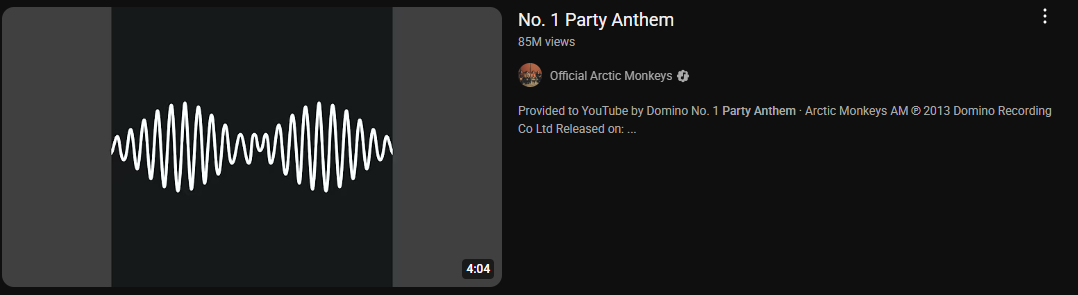 No. 1 Party Anthem
85M views
Official Arctic Monkeys
Provided to YouTube by Domino No. 1 Party Anthem · Arctic Monkeys AM ℗ 2013 Domino Recording
Co Ltd Released on: ...
4:04